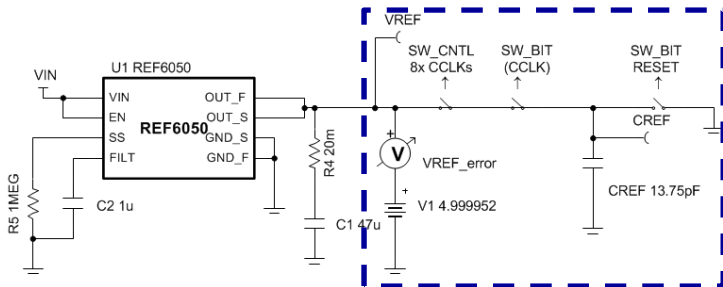 VREF
U1 REF6050
SW_CNTL
8x CCLKs
SW_BIT
(CCLK)
SW_BIT
RESET
VIN
VIN
EN
SS
FILT
REF6050
OUT_F
OUT_S
GND_S
GND_F
R4 20m
R5 1MEG
C2 1u
C1 47u
+
V
VREF_error
+
V1 4.999952
CREF
CREF 13.75pF